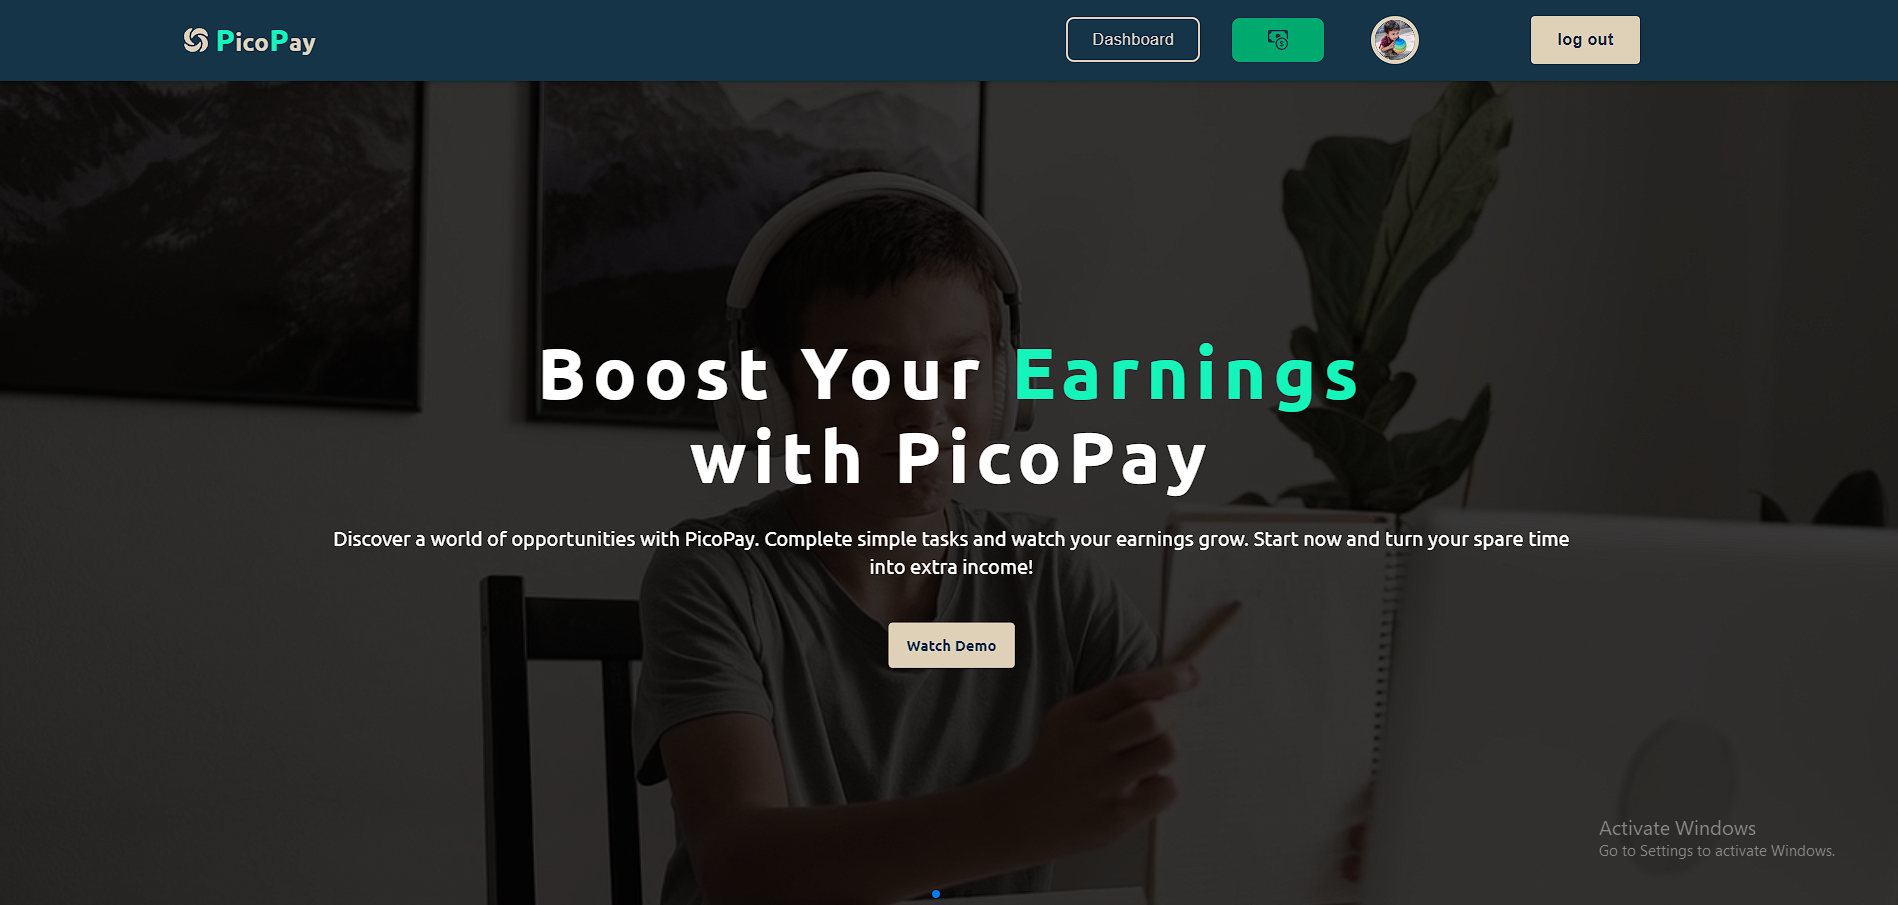 PicoPay
Dashboard
log out
Boost Your Earnings
with PicoPay
Discover a world of opportunities with PicoPay. Complete simple tasks and watch your earnings grow. Start now and turn your spare time
into extra income!
Watch Demo
Activate Windows
Go to Settings to activate Windows.